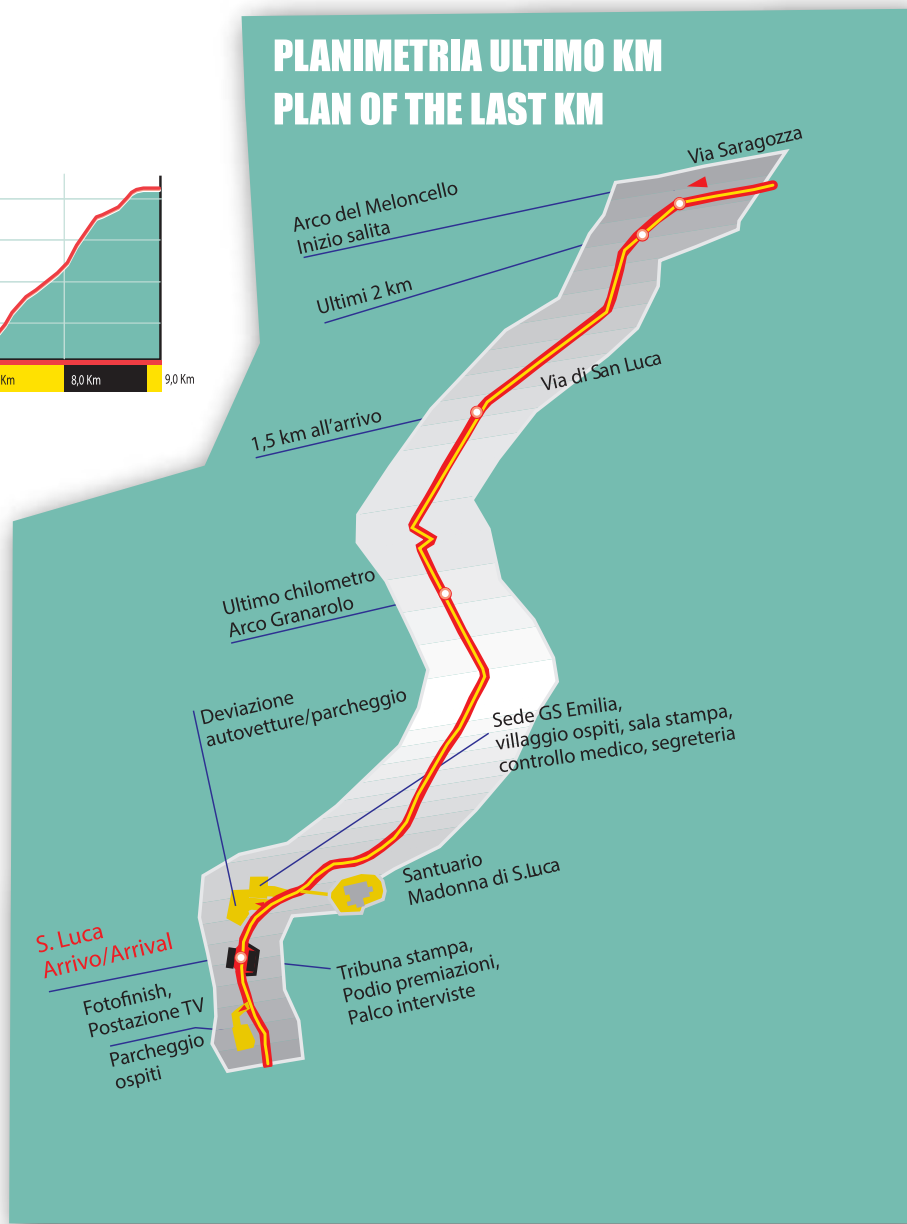 PLANIMETRIA ULTIMO KM
PLAN OF THE LAST KM
Via Saragozza
Arco del Meloncello
Inizio salita
Ultimi 2 km
Via di San Luca
Km
8,0 Km
9,0 Km
1,5 km all'arrivo
Ultimo chilometro
Arco Granarolo
Deviazione
autovetture/parcheggio
Sede GS Emilia,
villaggio ospiti, sala stampa,
controllo medico, segreteria
Santuario
Madonna di S.Luca
S. Luca
Arrivo/Arrival
Tribuna stampa,
Podio premiazioni,
Palco interviste
Fotofinish,
Postazione TV
Parcheggio
ospiti